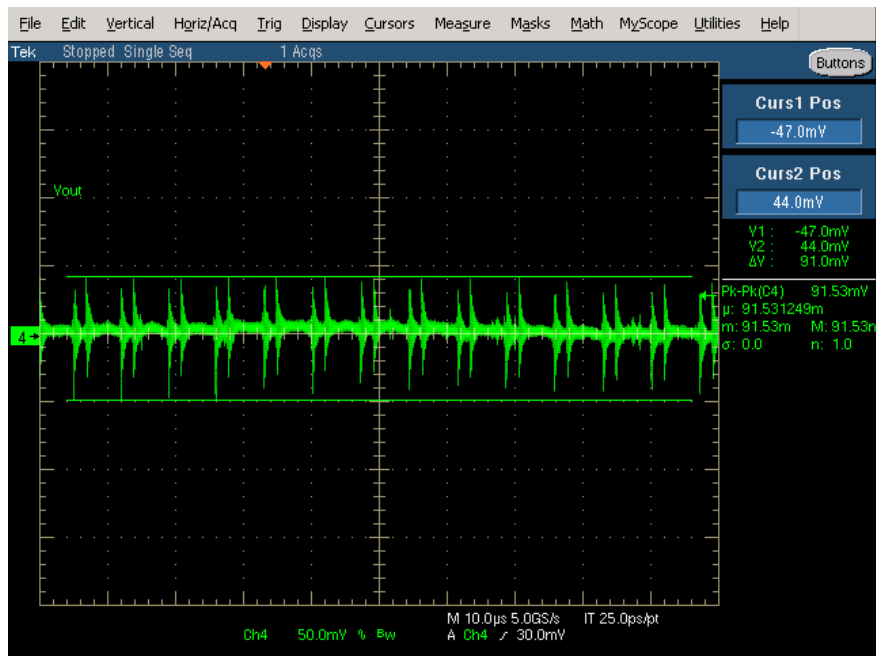 File Edit Vertical Horiz/Acq Trig Display Cursors Measure Masks Math MyScope Utilities Help
Tek Stopped Single Seq 1 Acqs
Buttons
Curs1 Pos
-47.0mV
Curs2 Pos
44.0mV
V1 : -47.0mV
V2 : 44.0mV
ΔV : 91.0mV
Pk-Pk(C4) 91.53mV
μ: 91.531249m
m: 91.53m M: 91.53m
σ: 0.0 n: 1.0
Vout
4
M 10.0μs 5.0GS/s IT 25.0ps/pt
Ch4 50.0mV ∿ Bw A Ch4 ∕ 30.0mV